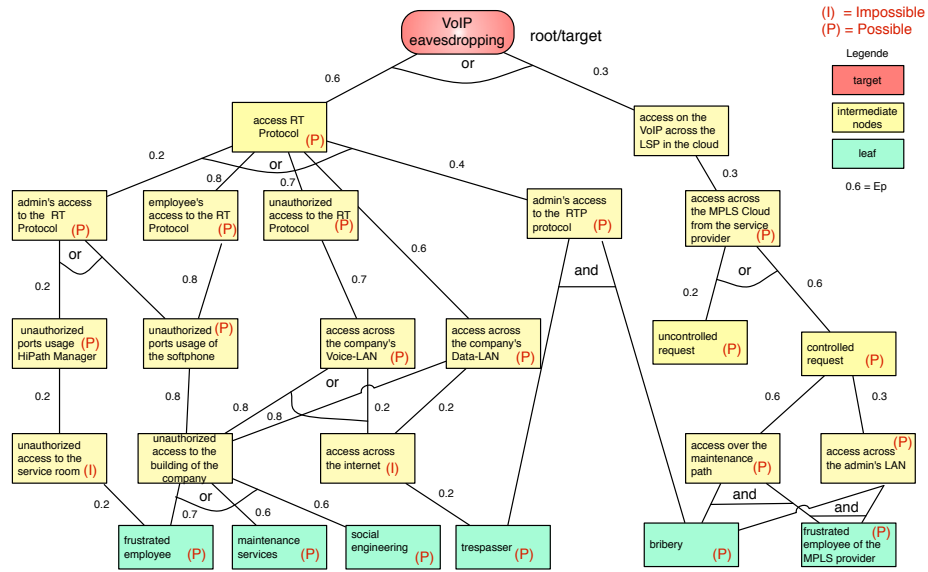 VoIP
eavesdropping
root/target
(I) = Impossible
(P) = Possible
Legende
target
intermediate
nodes
leaf
0.6 = Ep
or
0.6
0.3
access RT
Protocol
(P)
access on the
VoIP across the
LSP in the cloud
0.2
or
0.8
0.7
0.4
0.3
admin's access
to the RT
Protocol
(P)
employee's
access to the RT
Protocol
(P)
unauthorized
access to the RT
Protocol
(P)
admin's access
to the RTP
protocol
(P)
access across
the MPLS Cloud
from the service
provider
(P)
or
0.2
0.8
0.7
0.6
and
0.2
or
0.6
unauthorized
ports usage
HiPath Manager
(P)
unauthorized
ports usage of
the softphone
(P)
access across
the company's
Voice-LAN
(P)
access across
the company's
Data-LAN
(P)
uncontrolled
request
(P)
controlled
request
(P)
0.2
0.8
0.8
or
0.8
0.2
0.2
0.6
0.3
unauthorized
access to the
service room
(I)
unauthorized
access to the
building of the
company
(P)
access across
the internet
(I)
access over the
maintenance
path
(P)
access across
the admin's LAN
(P)
0.2
0.7
or
0.6
0.6
0.2
and
and
frustrated
employee
(P)
maintenance
services
(P)
social
engineering
(P)
trespasser
(P)
bribery
(P)
frustrated
employee of the
MPLS provider
(P)